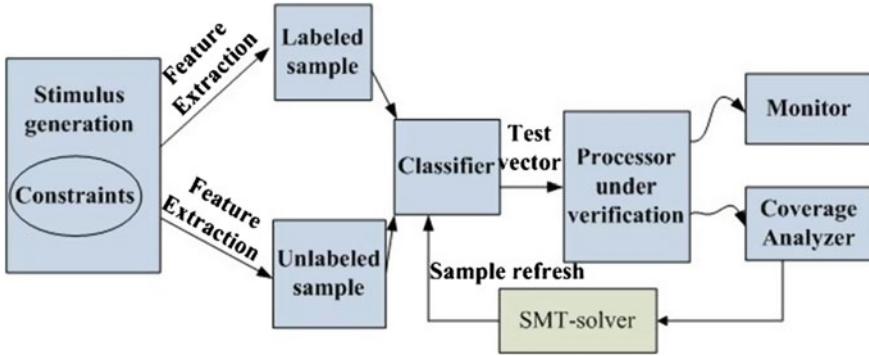 Stimulus
generation
Constraints
Feature
Extraction
Feature
Extraction
Labeled
sample
Unlabeled
sample
Classifier
Test
vector
Processor
under
verification
Monitor
Coverage
Analyzer
SMT-solver
Sample refresh